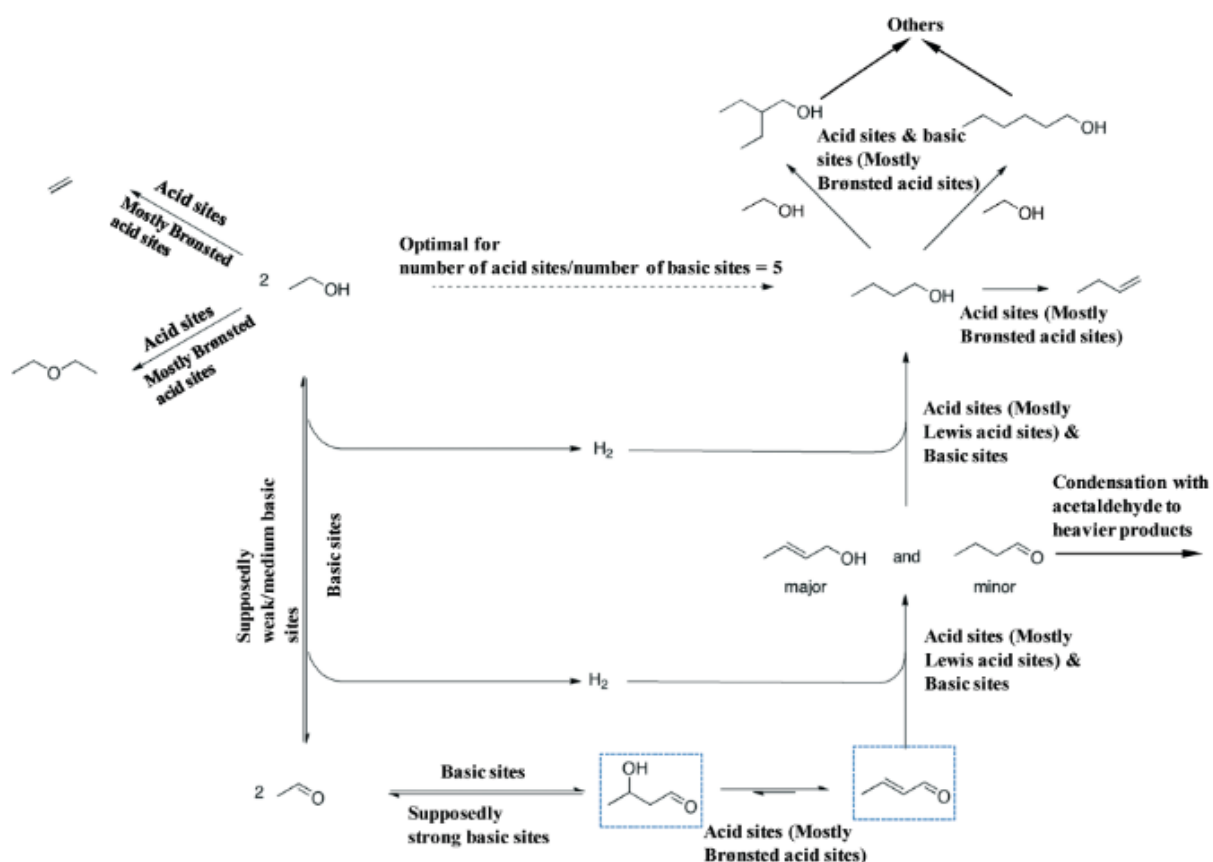 Others
OH
OH
Acid sites & basic
sites (Mostly
Brønsted acid sites)
OH
OH
Acid sites
Mostly Brønsted
acid sites
Optimal for
number of acid sites/number of basic sites = 5
2
OH
OH
Acid sites (Mostly
Brønsted acid sites)
Acid sites
Mostly Brønsted
acid sites
O
Acid sites (Mostly
Lewis acid sites) &
Basic sites
H2
Condensation with
acetaldehyde to
heavier products
Supposedly
weak/medium basic
sites
Basic sites
OH
and
O
major
minor
Acid sites (Mostly
Lewis acid sites) &
Basic sites
H2
2
O
Basic sites
Supposedly
strong basic sites
OH
O
Acid sites (Mostly
Brønsted acid sites)
O